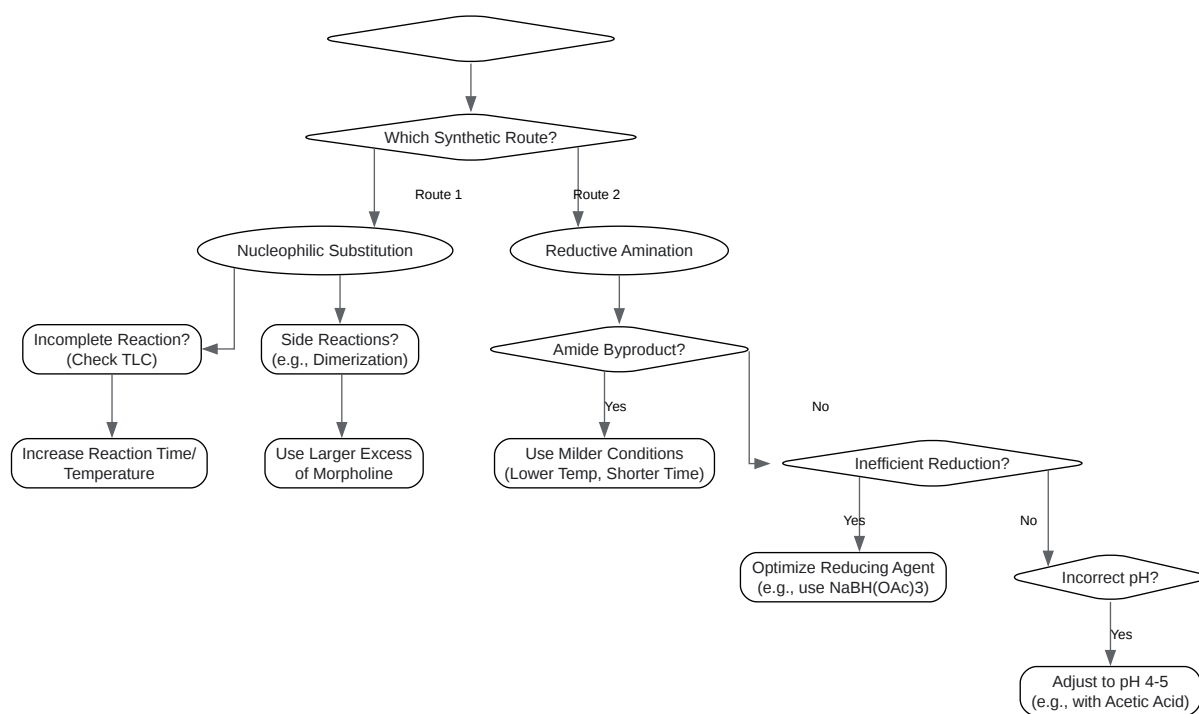 Which Synthetic Route?
Route 1
Route 2
Nucleophilic Substitution
Reductive Amination
Incomplete Reaction?
(Check TLC)
Side Reactions?
(e.g., Dimerization)
Amide Byproduct?
Yes
No
Increase Reaction Time/
Temperature
Use Larger Excess
of Morpholine
Use Milder Conditions
(Lower Temp, Shorter Time)
Inefficient Reduction?
Yes
No
Optimize Reducing Agent
(e.g., use NaBH(OAc)3)
Incorrect pH?
Yes
Adjust to pH 4-5
(e.g., with Acetic Acid)